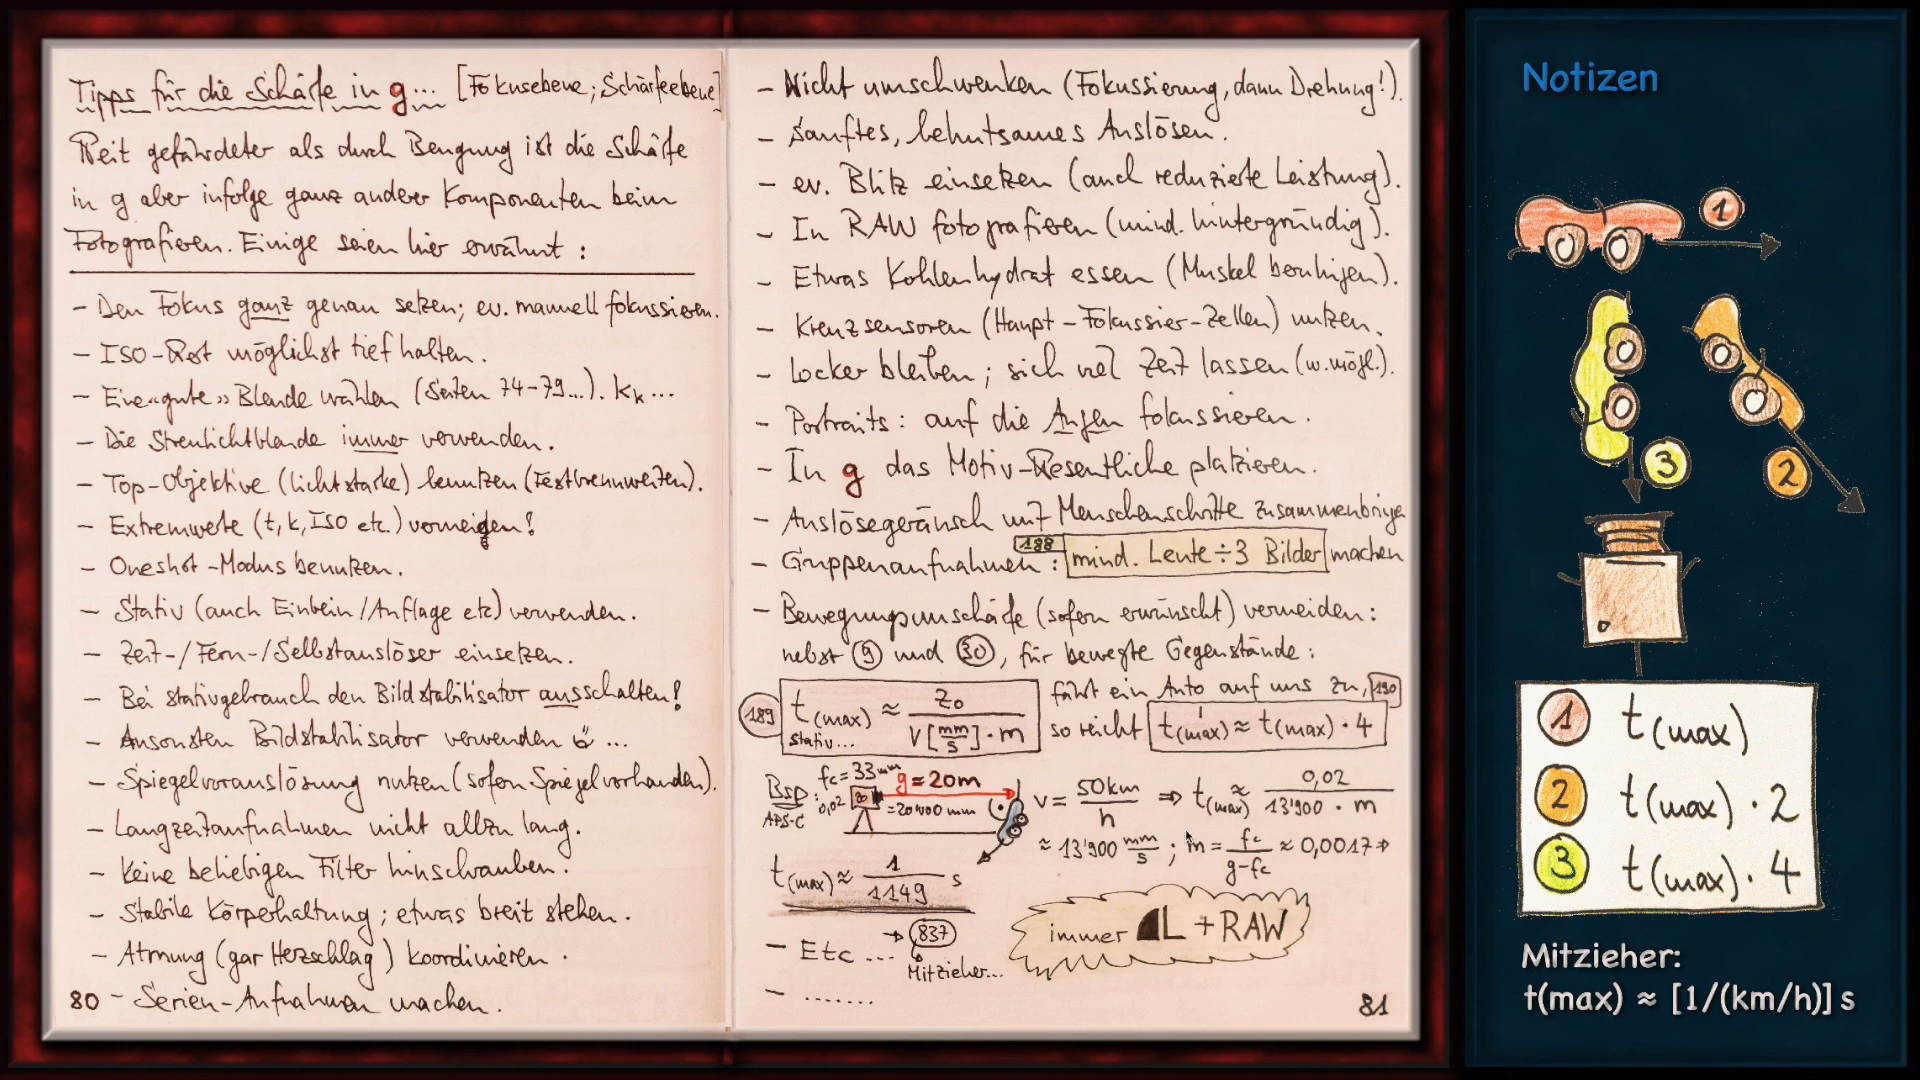 Tipps für die Schärfe in g... [Fokusebene; Schärfeebene]
Weit gefährdeter als durch Beugung ist die Schärfe
in g aber infolge ganz anderer Komponenten beim
Fotografieren. Einige seien hier erwähnt :
- Den Fokus ganz genau setzen; ev. manuell fokussieren.
- ISO-Wert möglichst tief halten.
- Eine «gute» Blende wählen (Seiten 74-79...). Kk ...
- Die Streulichtblende immer verwenden.
- Top-Objektive (lichtstarke) benutzen (Festbrennweiten).
- Extremwerte (t, k, ISO etc.) vermeiden!
- Oneshot-Modus benutzen.
- Stativ (auch Einbein/Auflage etc) verwenden.
- Zeit-/Fern-/Selbstauslöser einsetzen.
- Bei Stativgebrauch den Bildstabilisator ausschalten!
- Ansonsten Bildstabilisator verwenden ...
- Spiegelvorauslösung nutzen (sofern Spiegel vorhanden).
- Langzeitaufnahmen nicht allzu lang.
- Keine beliebigen Filter hinschrauben.
- Stabile Körperhaltung; etwas breit stehen.
- Atmung (gar Herzschlag) koordinieren.
80 - Serien-Aufnahmen machen.
- Nicht umschwenken (Fokussierung, dann Drehung!).
- Sanftes, behutsames Auslösen.
- ev. Blitz einsetzen (auch reduzierte Leistung).
- In RAW fotografieren (mind. hintergründig).
- Etwas Kohlenhydrat essen (Muskel beruhigen).
- Kreuzsensoren (Haupt-Fokussier-Zellen) nutzen.
- Locker bleiben; sich viel Zeit lassen (w. mögl.).
- Portraits: auf die Augen fokussieren.
- In g das Motiv-Wesentliche platzieren.
- Auslösegeräusch mit Menschenschritte zusammenbringen
- Gruppenaufnahmen : 188 mind. Leute ÷ 3 Bilder machen
- Bewegungsunschärfe (sofern erwünscht) vermeiden:
nebst (9) und (30), für bewegte Gegenstände :
189 t(max) ≈ Z0 / V[mm/s] · m
Stativ...
fährt ein Auto auf uns zu, 190
so reicht t'(max) ≈ t(max) · 4
Bsp: APS-C
fc = 33mm
g = 20m
0,02
= 20'000 mm
v = 50km/h ⇒ t(max) ≈ 0,02 / 13'900 · m
≈ 13'900 mm/s ; m = fc / g-fc ≈ 0,0017 ⇒
t(max) ≈ 1/1149 s
- Etc ...
→ 837
Mitzieher...
immer L + RAW
- .......
81
Notizen
1
3
2
1 t(max)
2 t(max) · 2
3 t(max) · 4
Mitzieher:
t(max) ≈ [1/(km/h)] s